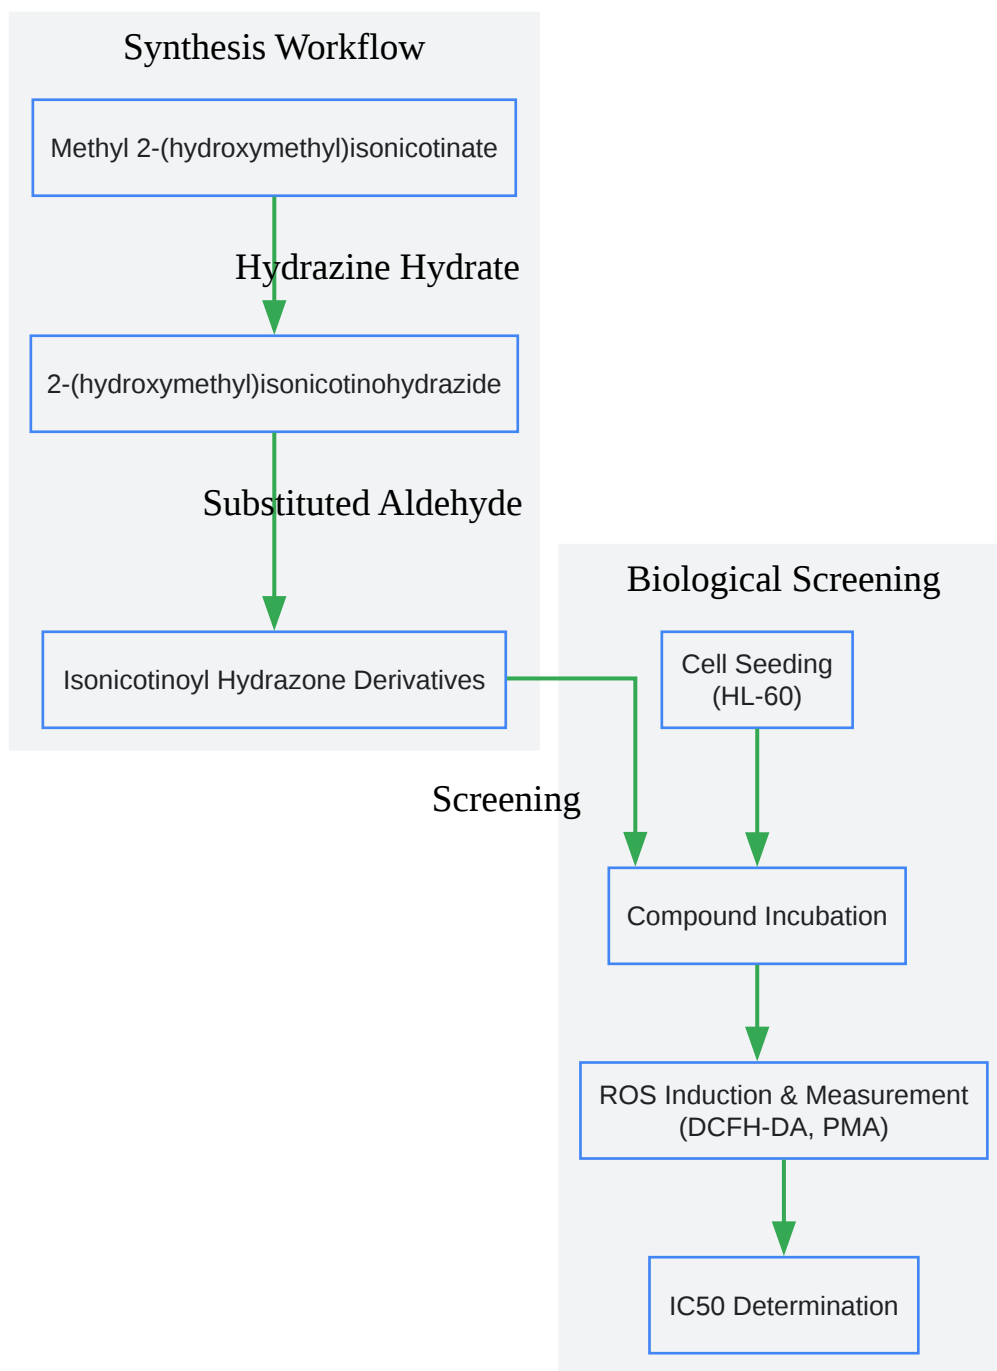 Synthesis Workflow
Methyl 2-(hydroxymethyl)isonicotinate
Hydrazine Hydrate
2-(hydroxymethyl)isonicotinohydrazide
Substituted Aldehyde
Isonicotinoyl Hydrazone Derivatives
Screening
Biological Screening
Cell Seeding
(HL-60)
Compound Incubation
ROS Induction & Measurement
(DCFH-DA, PMA)
IC50 Determination